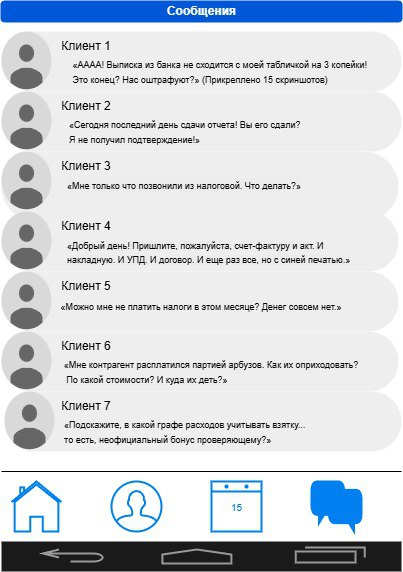 Сообщения
Клиент 1
«АААА! Выписка из банка не сходится с моей табличкой на 3 копейки!
Это конец? Нас оштрафуют?» (Прикреплено 15 скриншотов)
Клиент 2
«Сегодня последний день сдачи отчета! Вы его сдали?
Я не получил подтверждение!»
Клиент 3
«Мне только что позвонили из налоговой. Что делать?»
Клиент 4
«Добрый день! Пришлите, пожалуйста, счет-фактуру и акт. И
накладную. И УПД. И договор. И еще раз все, но с синей печатью.»
Клиент 5
«Можно мне не платить налоги в этом месяце? Денег совсем нет.»
Клиент 6
«Мне контрагент расплатился партией арбузов. Как их оприходовать?
По какой стоимости? И куда их деть?»
Клиент 7
«Подскажите, в какой графе расходов учитывать взятку...
то есть, неофициальный бонус проверяющему?»
15